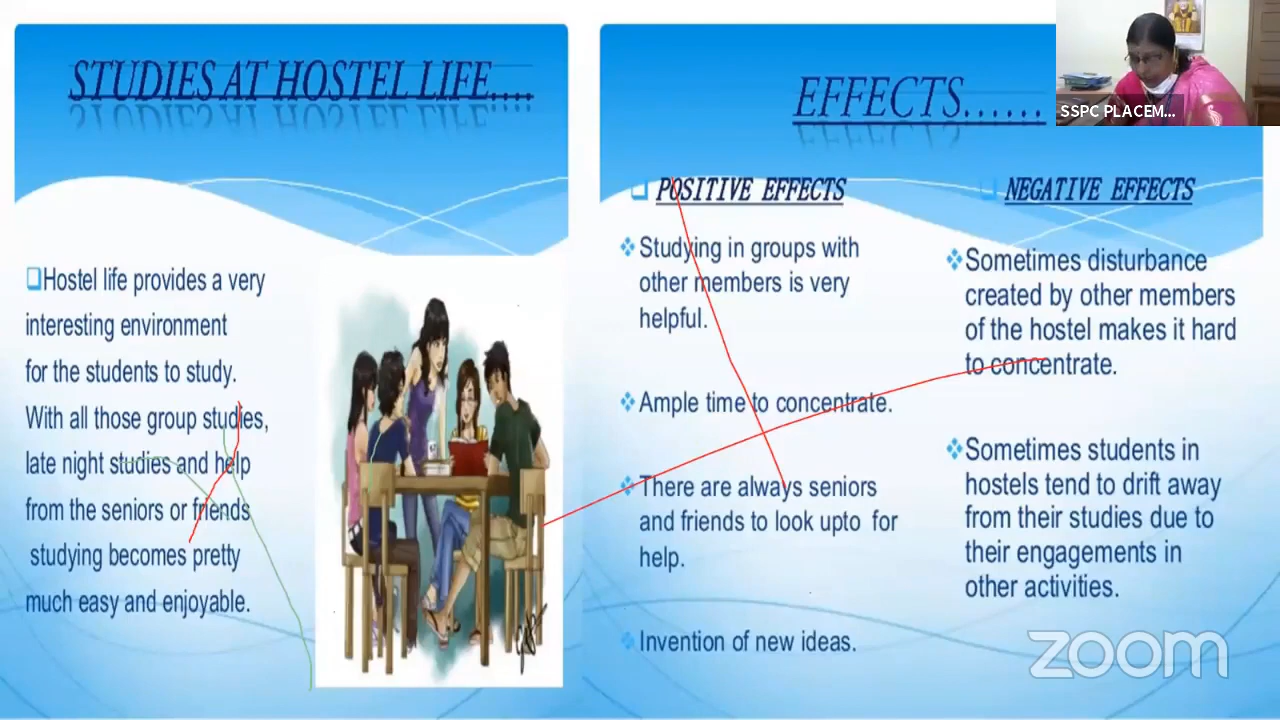 STUDIES AT HOSTEL LIFE....
Hostel life provides a very
interesting environment
for the students to study.
With all those group studies,
late night studies and help
from the seniors or friends
studying becomes pretty
much easy and enjoyable.
EFFECTS......
POSITIVE EFFECTS
Studying in groups with
other members is very
helpful.
Ample time to concentrate.
There are always seniors
and friends to look upto for
help.
Invention of new ideas.
NEGATIVE EFFECTS
Sometimes disturbance
created by other members
of the hostel makes it hard
to concentrate.
Sometimes students in
hostels tend to drift away
from their studies due to
their engagements in
other activities.
SSPC PLACEM...
zoom